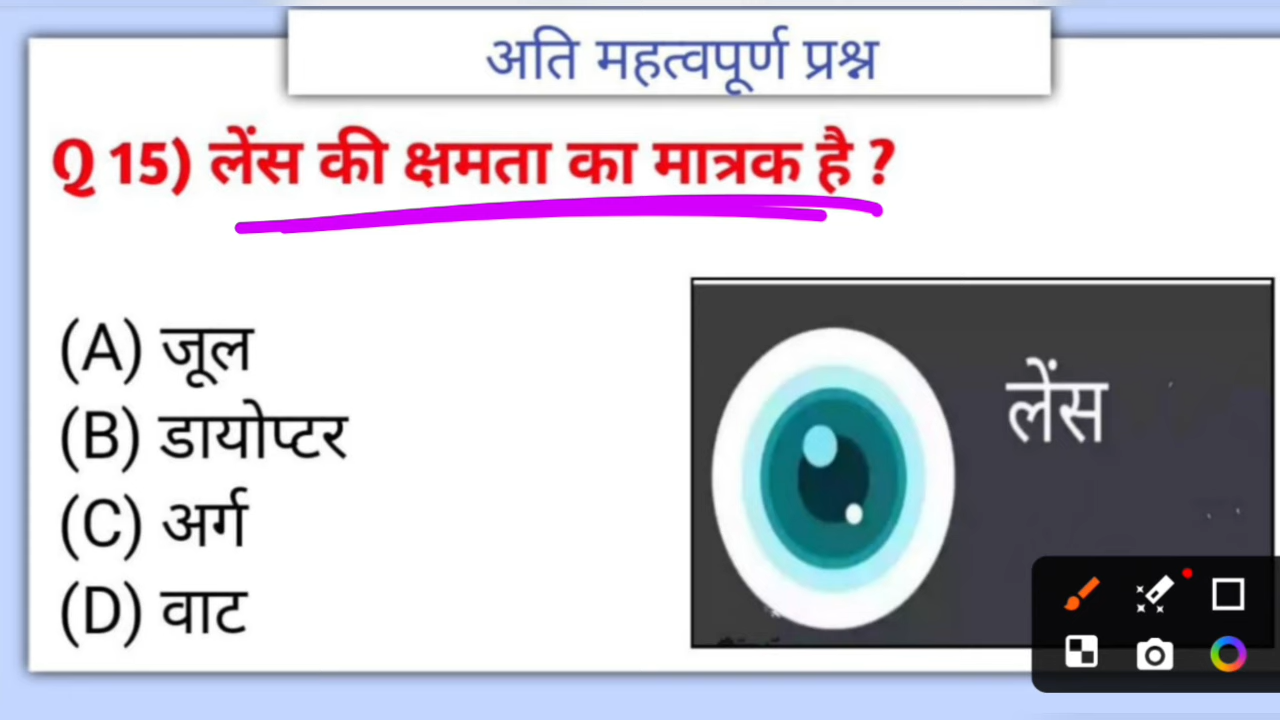 अति महत्वपूर्ण प्रश्न
Q 15) लेंस की क्षमता का मात्रक है ?
(A) जूल
(B) डायोप्टर
(C) अर्ग
(D) वाट
लेंस